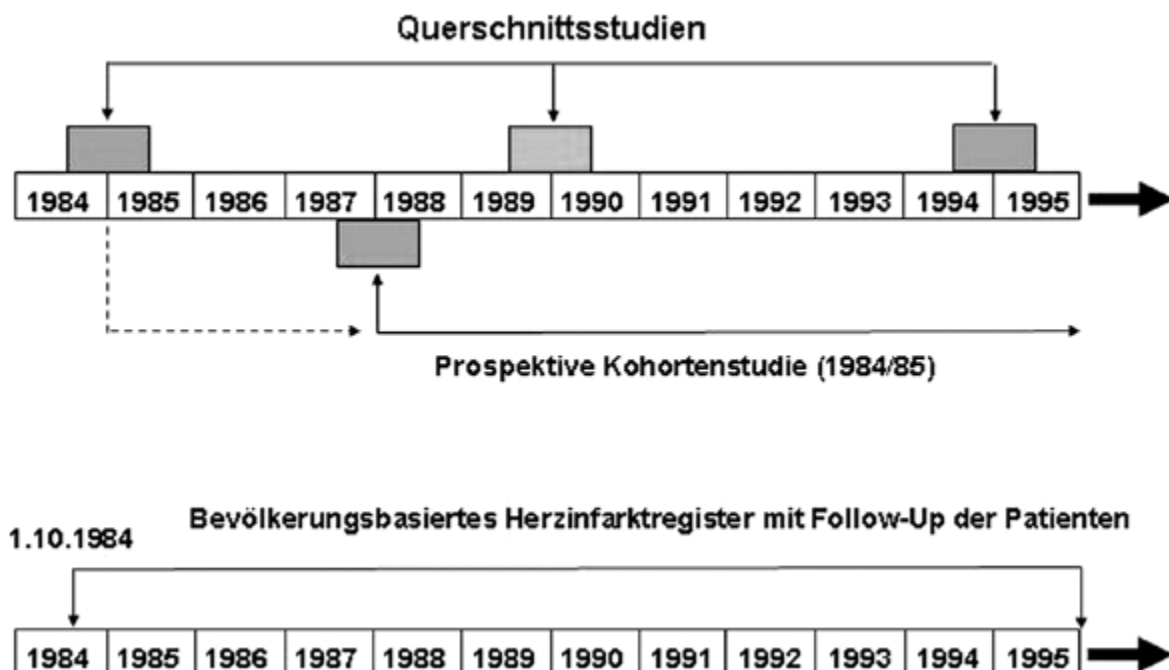 Querschnittsstudien
1984 1985 1986 1987 1988 1989 1990 1991 1992 1993 1994 1995
Prospektive Kohortenstudie (1984/85)
Bevölkerungsbasiertes Herzinfarktregister mit Follow-Up der Patienten
1.10.1984
1984 1985 1986 1987 1988 1989 1990 1991 1992 1993 1994 1995